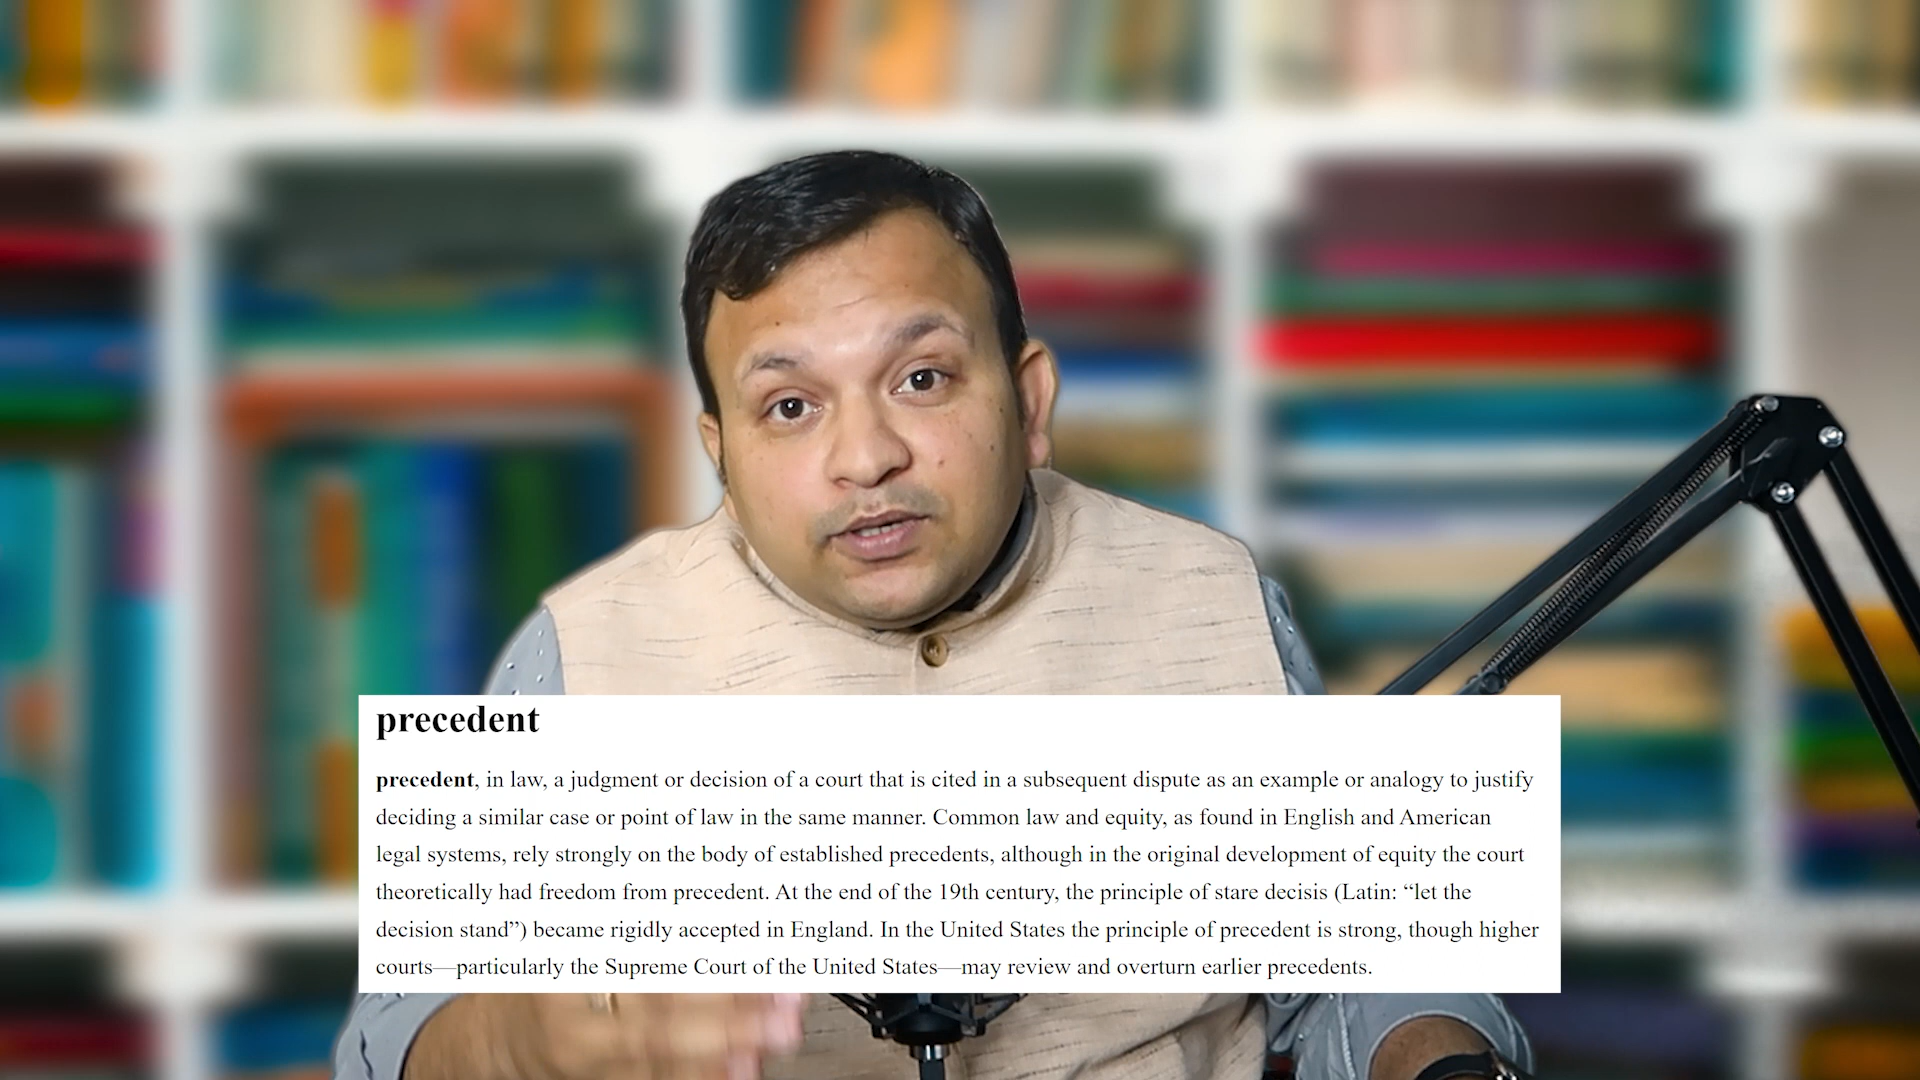 precedent
precedent, in law, a judgment or decision of a court that is cited in a subsequent dispute as an example or analogy to justify
deciding a similar case or point of law in the same manner. Common law and equity, as found in English and American
legal systems, rely strongly on the body of established precedents, although in the original development of equity the court
theoretically had freedom from precedent. At the end of the 19th century, the principle of stare decisis (Latin: “let the
decision stand”) became rigidly accepted in England. In the United States the principle of precedent is strong, though higher
courts—particularly the Supreme Court of the United States—may review and overturn earlier precedents.